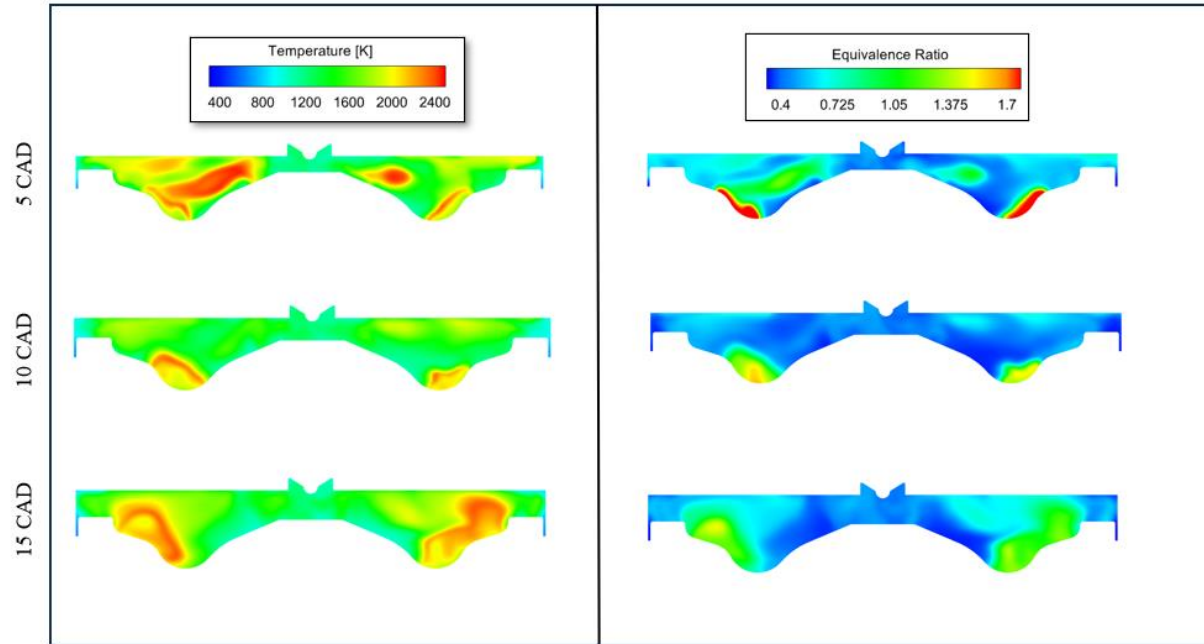 Temperature [K]
400 800 1200 1600 2000 2400
Equivalence Ratio
0.4 0.725 1.05 1.375 1.7
5 CAD
10 CAD
15 CAD